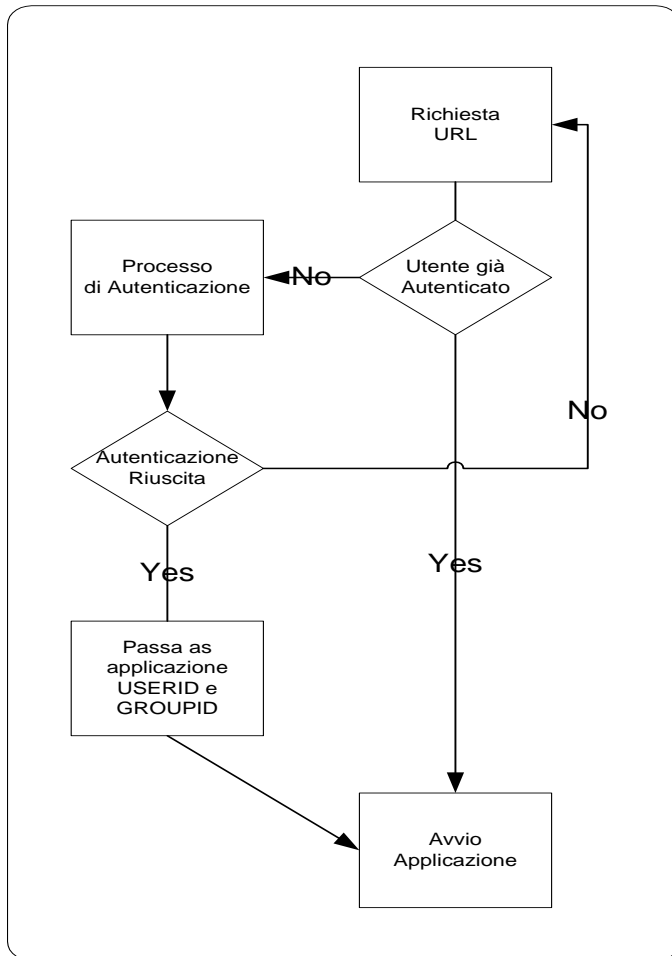 Richiesta
URL
Utente già
Autenticato
No
Processo
di Autenticazione
Autenticazione
Riuscita
No
Yes
Yes
Passa as
applicazione
USERID e
GROUPID
Avvio
Applicazione